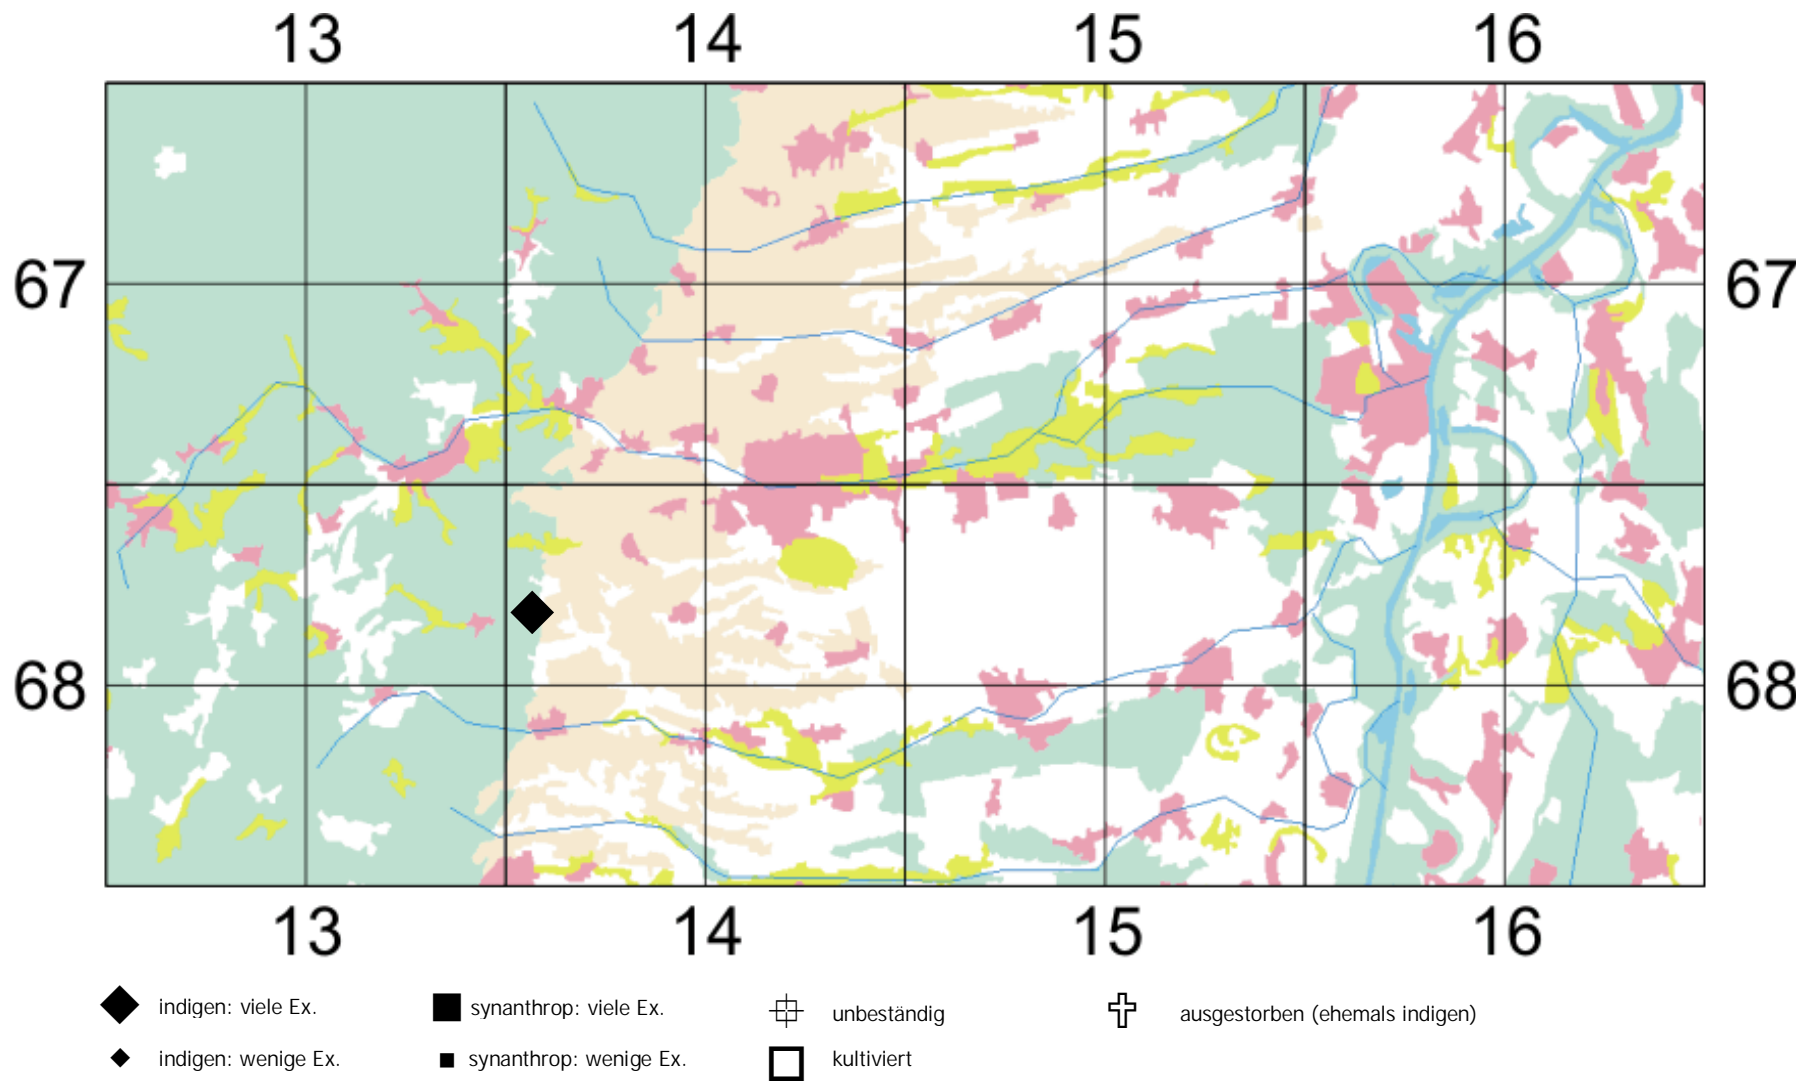 13 14 15 16
67 67
68 68
13 14 15 16
indigen: viele Ex. synanthrop: viele Ex. unbeständig ausgestorben (ehemals indigen)
indigen: wenige Ex. synanthrop: wenige Ex. kultiviert